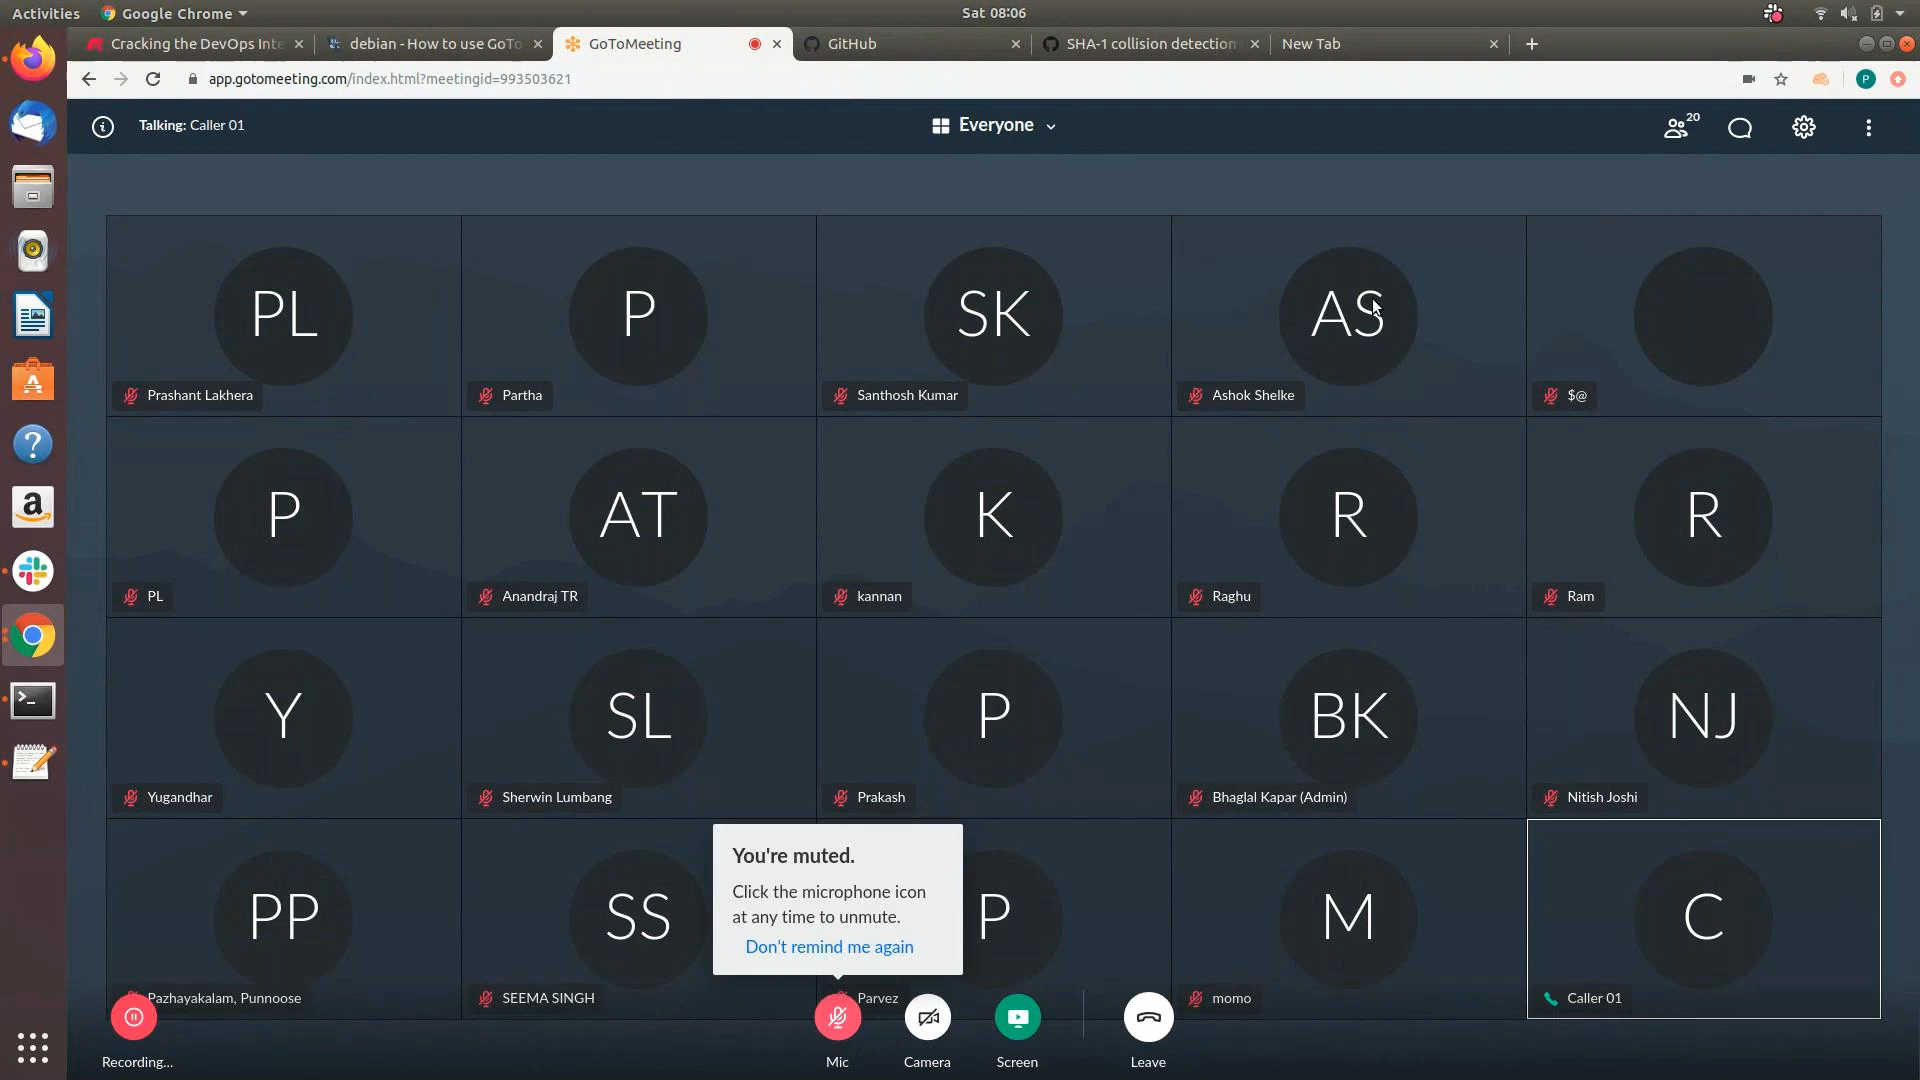 Activities
Google Chrome
Sat 08:06
Cracking the DevOps Inte
debian - How to use GoTo
GoToMeeting
GitHub
SHA-1 collision detection
New Tab
app.gotomeeting.com/index.html?meetingid=993503621
P
Talking: Caller 01
Everyone
20
PL
Prashant Lakhera
P
Partha
SK
Santhosh Kumar
AS
Ashok Shelke
$@
P
PL
AT
Anandraj TR
K
kannan
R
Raghu
R
Ram
Y
Yugandhar
SL
Sherwin Lumbang
P
Prakash
BK
Bhaglal Kapar (Admin)
NJ
Nitish Joshi
PP
Pazhayakalam, Punnoose
SS
SEEMA SINGH
P
Parvez
M
momo
C
Caller 01
You're muted.
Click the microphone icon
at any time to unmute.
Don't remind me again
Recording...
Mic
Camera
Screen
Leave